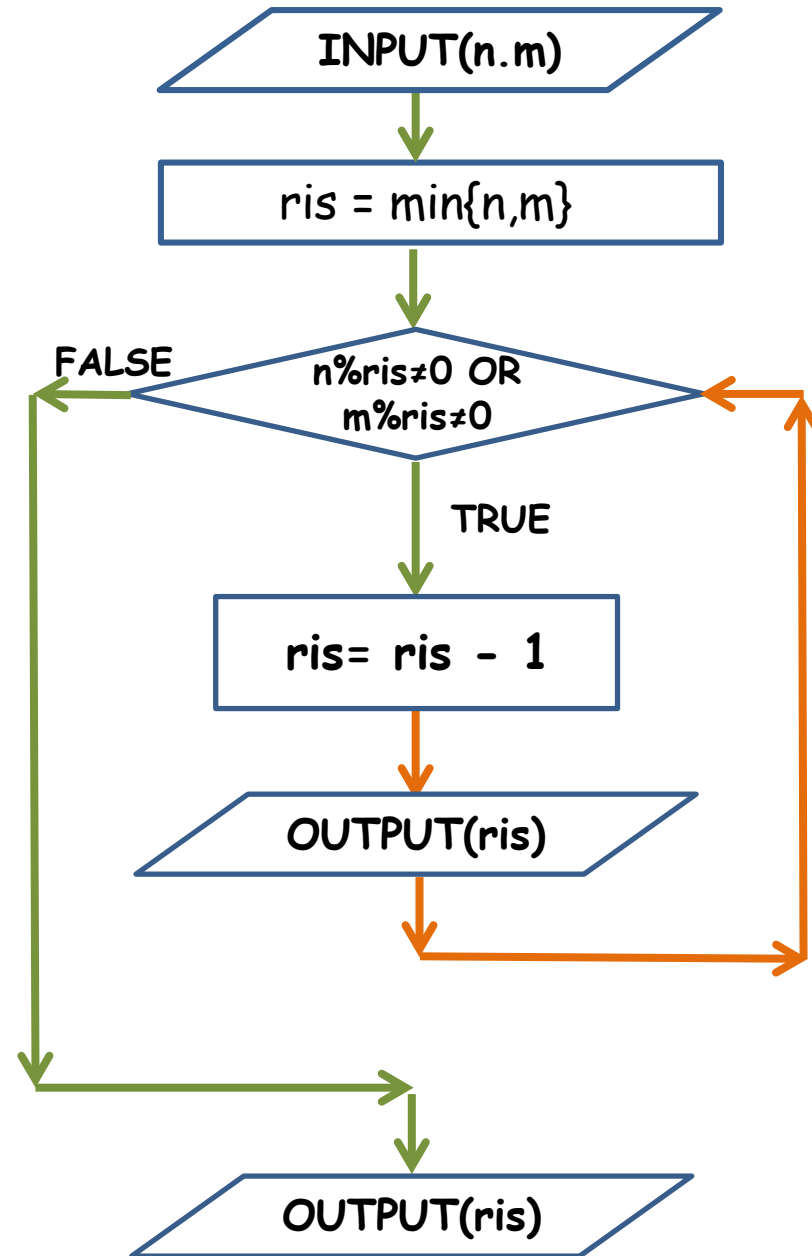 INPUT(n.m)
ris = min{n,m}
FALSE
n%ris≠0 OR
m%ris≠0
TRUE
ris= ris - 1
OUTPUT(ris)
OUTPUT(ris)